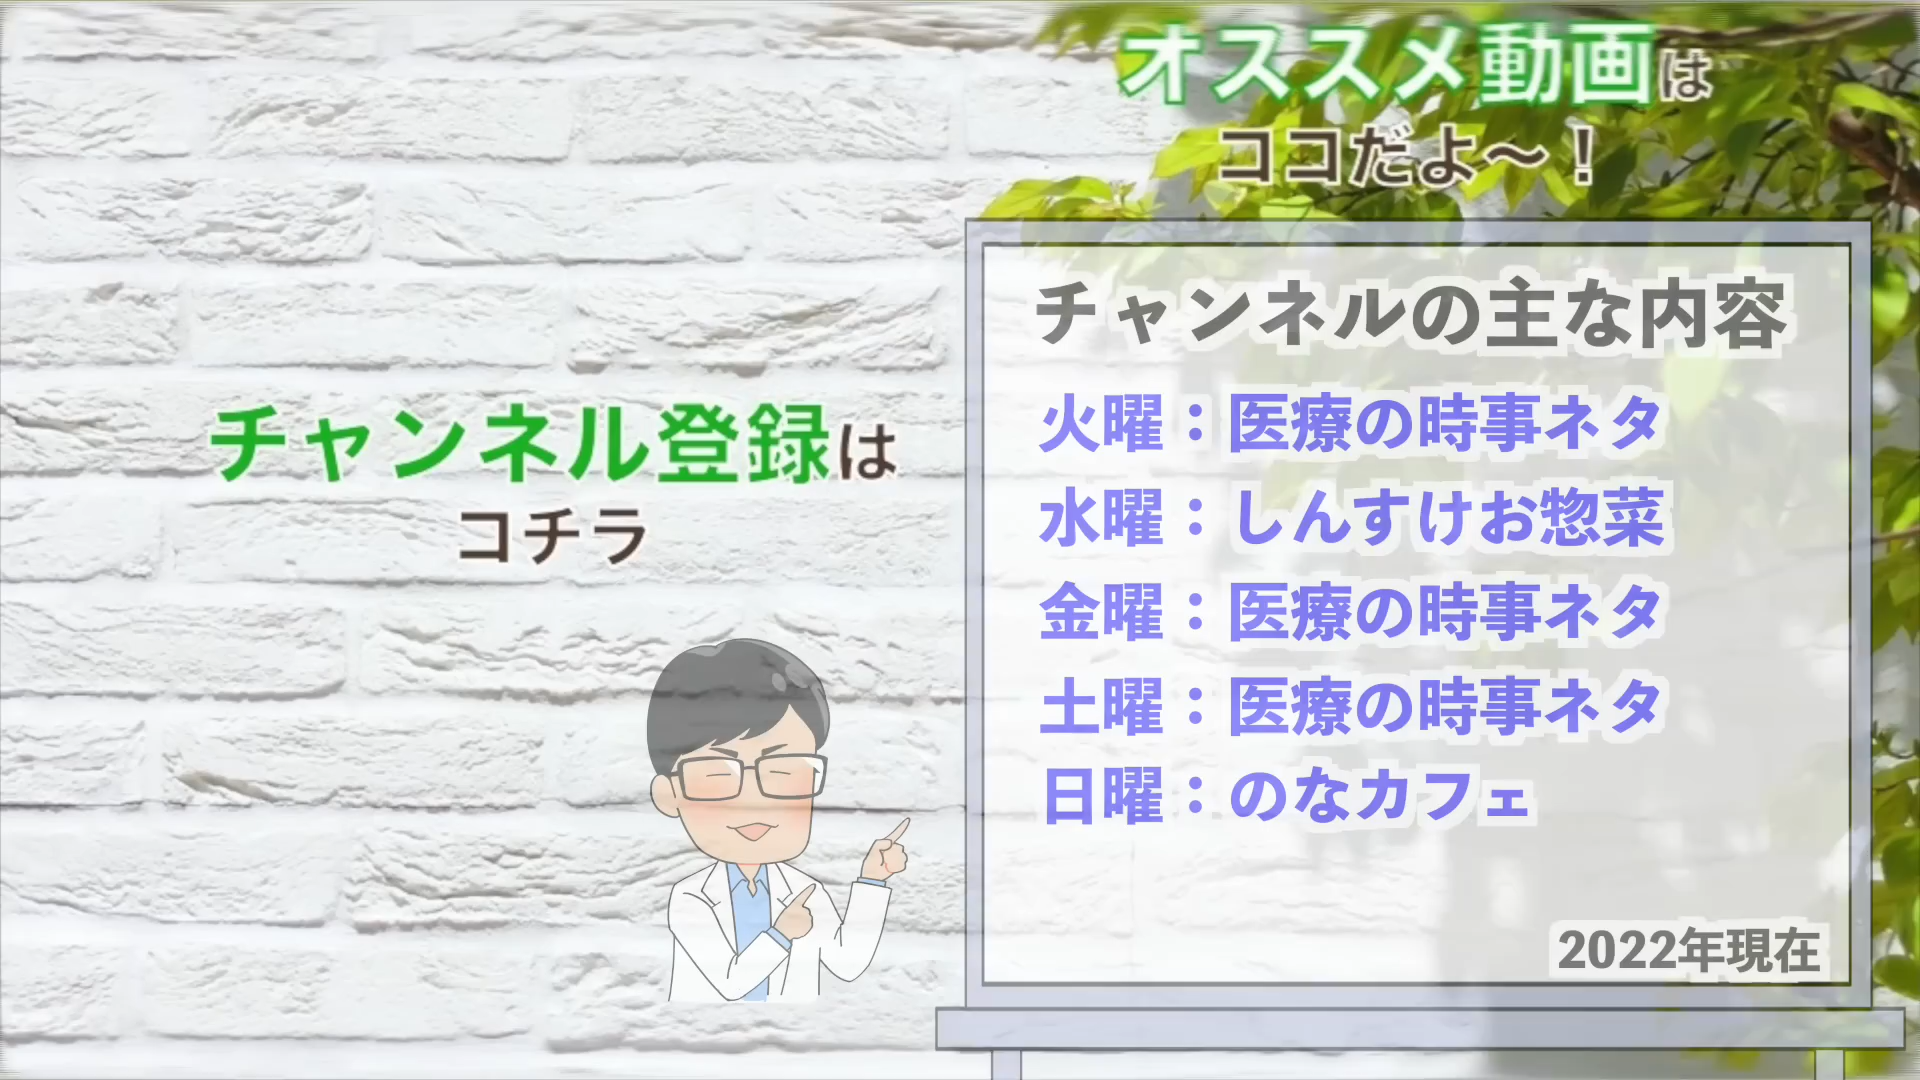 オススメ動画は
ココだよ～！
チャンネル登録は
コチラ
チャンネルの主な内容
火曜：医療の時事ネタ
水曜：しんすけお惣菜
金曜：医療の時事ネタ
土曜：医療の時事ネタ
日曜：のなカフェ
2022年現在